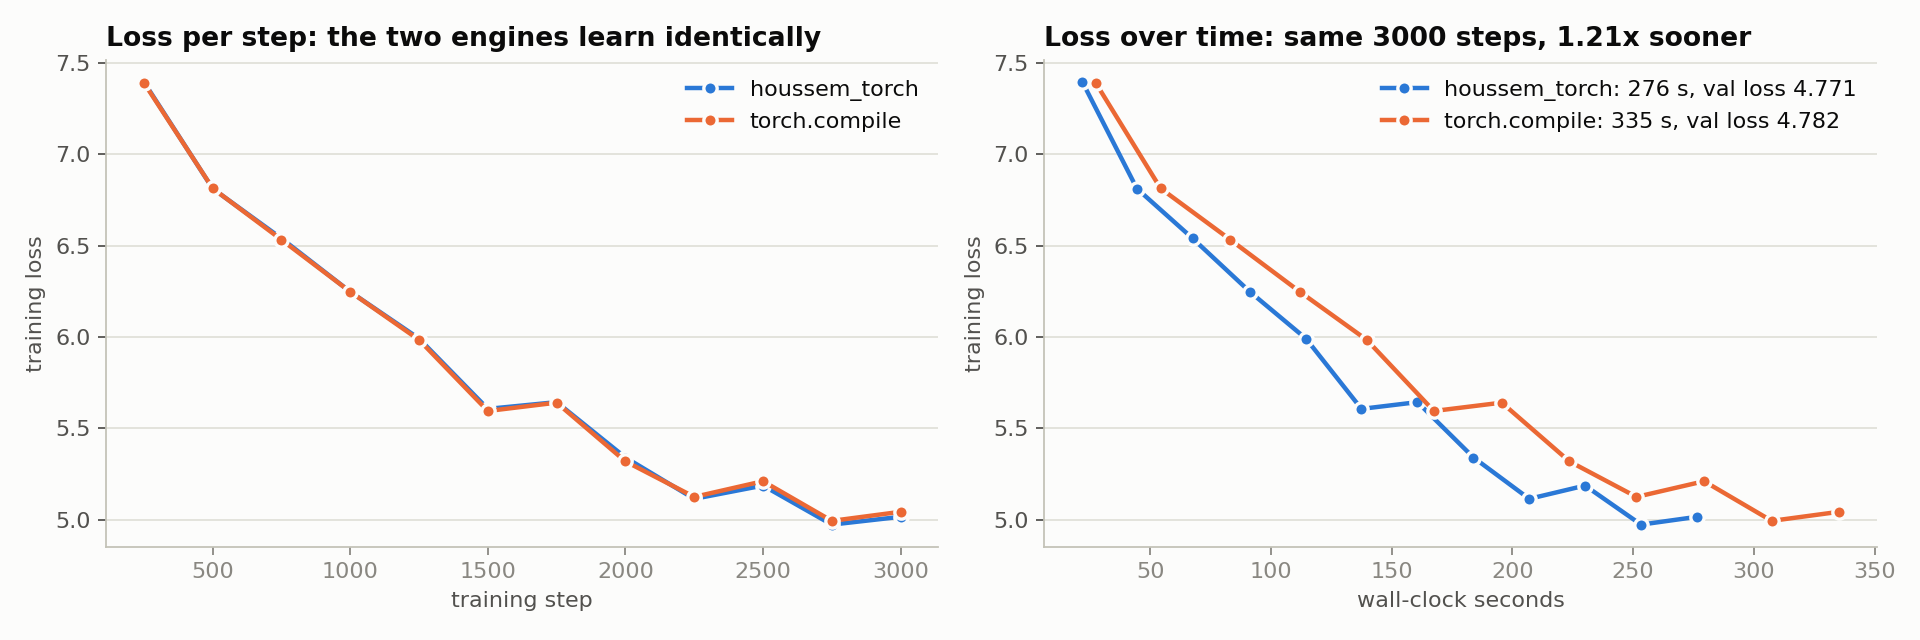 Loss per step: the two engines learn identically
7.5
7.0
6.5
6.0
5.5
5.0
training loss
houssem_torch
torch.compile
500
1000
1500
2000
2500
3000
training step
Loss over time: same 3000 steps, 1.21x sooner
7.5
7.0
6.5
6.0
5.5
5.0
training loss
houssem_torch: 276 s, val loss 4.771
torch.compile: 335 s, val loss 4.782
50
100
150
200
250
300
350
wall-clock seconds